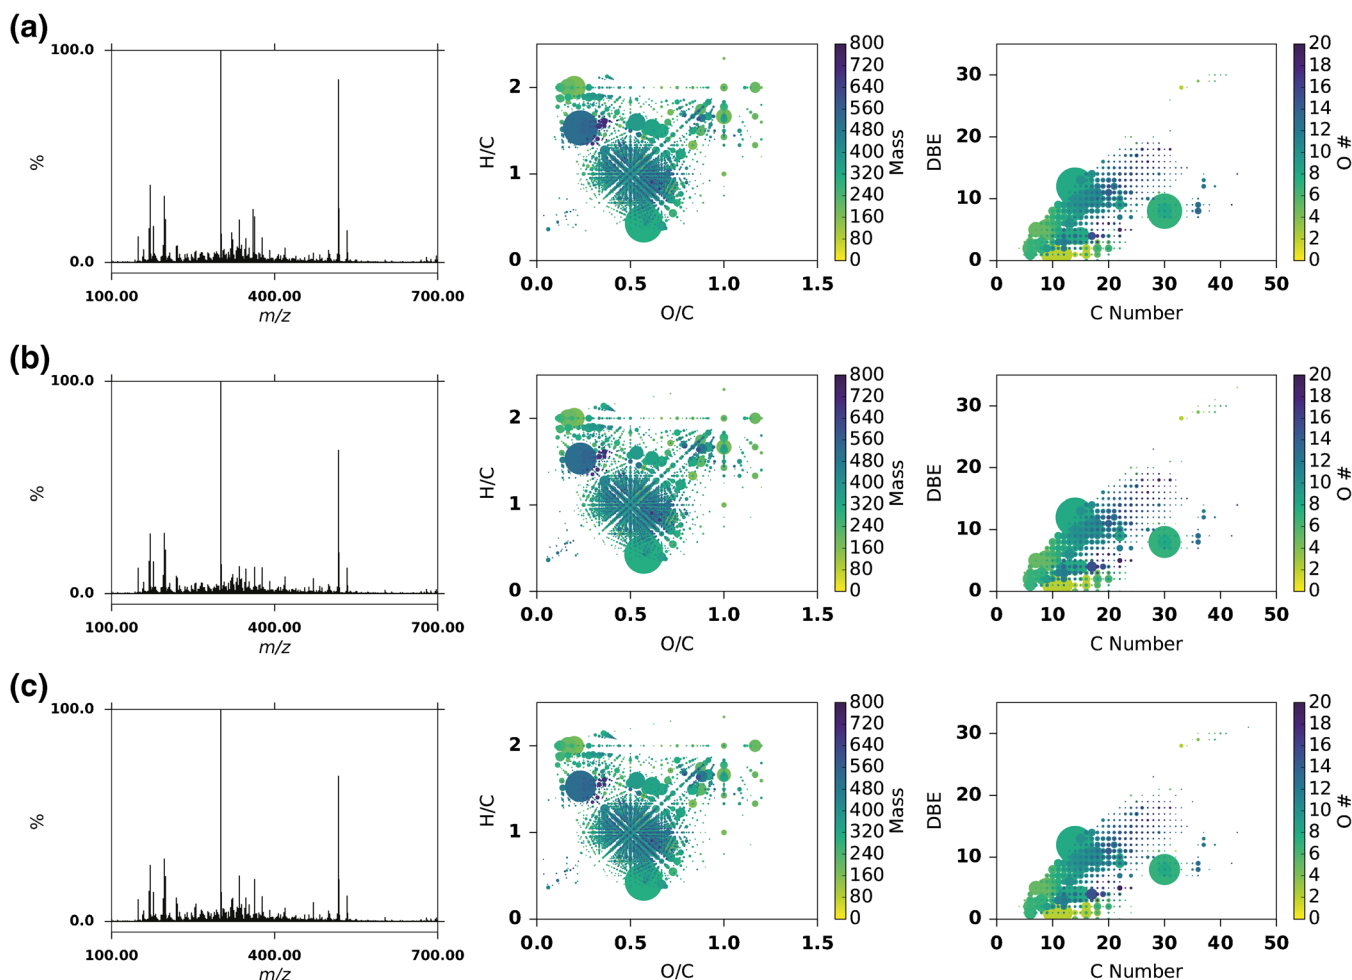 (a)
100.0
%
0.0
100.00 400.00 700.00
m/z
H/C
2
1
0
0.0 0.5 1.0 1.5
O/C
800
720
640
560
480
400
320
240
160
80
0
Mass
DBE
30
20
10
0
0 10 20 30 40 50
C Number
20
18
16
14
12
10
8
6
4
2
0
O #
(b)
100.0
%
0.0
100.00 400.00 700.00
m/z
H/C
2
1
0
0.0 0.5 1.0 1.5
O/C
800
720
640
560
480
400
320
240
160
80
0
Mass
DBE
30
20
10
0
0 10 20 30 40 50
C Number
20
18
16
14
12
10
8
6
4
2
0
O #
(c)
100.0
%
0.0
100.00 400.00 700.00
m/z
H/C
2
1
0
0.0 0.5 1.0 1.5
O/C
800
720
640
560
480
400
320
240
160
80
0
Mass
DBE
30
20
10
0
0 10 20 30 40 50
C Number
20
18
16
14
12
10
8
6
4
2
0
O #